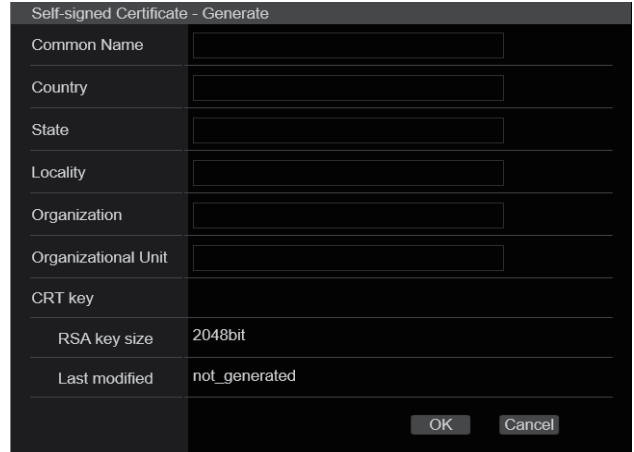 Self-signed Certificate - Generate
Common Name
Country
State
Locality
Organization
Organizational Unit
CRT key
RSA key size 2048bit
Last modified not_generated
OK Cancel